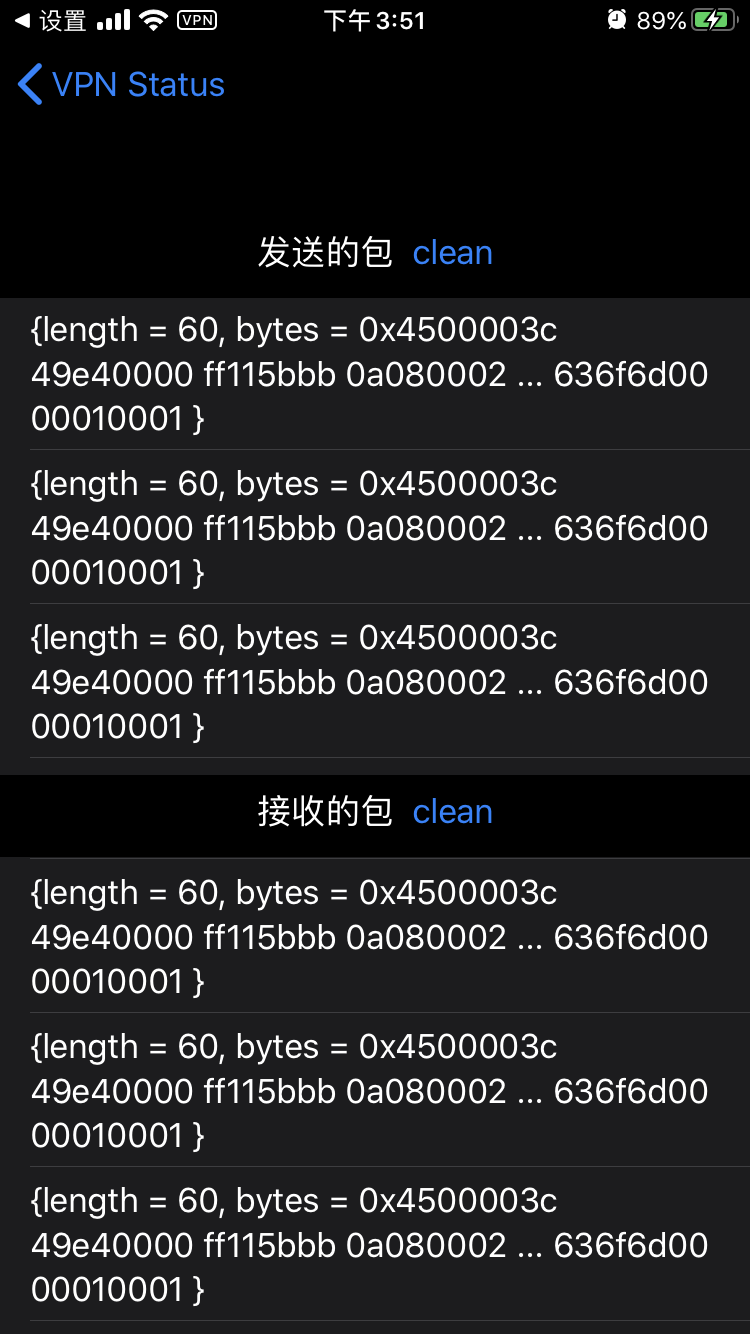 设置 VPN 下午3:51 89%
VPN Status
发送的包 clean
{length = 60, bytes = 0x4500003c
49e40000 ff115bbb 0a080002 ... 636f6d00
00010001 }
{length = 60, bytes = 0x4500003c
49e40000 ff115bbb 0a080002 ... 636f6d00
00010001 }
{length = 60, bytes = 0x4500003c
49e40000 ff115bbb 0a080002 ... 636f6d00
00010001 }
接收的包 clean
{length = 60, bytes = 0x4500003c
49e40000 ff115bbb 0a080002 ... 636f6d00
00010001 }
{length = 60, bytes = 0x4500003c
49e40000 ff115bbb 0a080002 ... 636f6d00
00010001 }
{length = 60, bytes = 0x4500003c
49e40000 ff115bbb 0a080002 ... 636f6d00
00010001 }